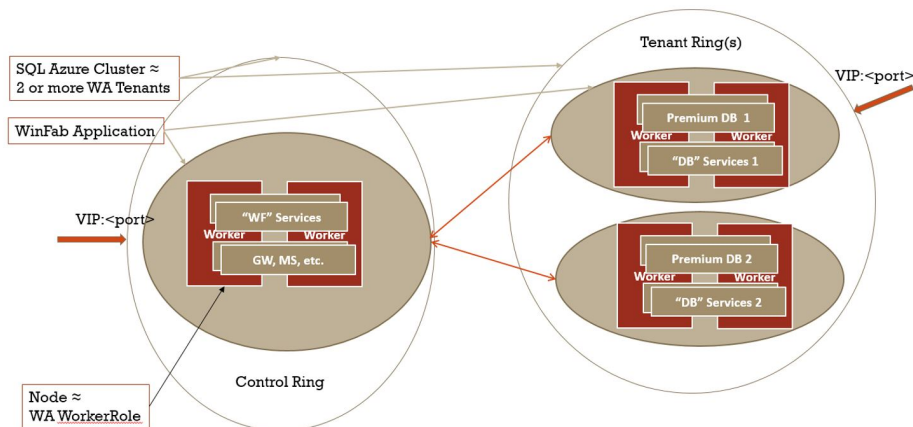 Tenant Ring(s)
SQL Azure Cluster ≈
2 or more WA Tenants
VIP:<port>
WinFab Application
Premium DB 1
Worker Worker
"DB" Services 1
"WF" Services
VIP:<port>
Worker Worker
GW, MS, etc.
Premium DB 2
Worker Worker
"DB" Services 2
Control Ring
Node ≈
WA WorkerRole